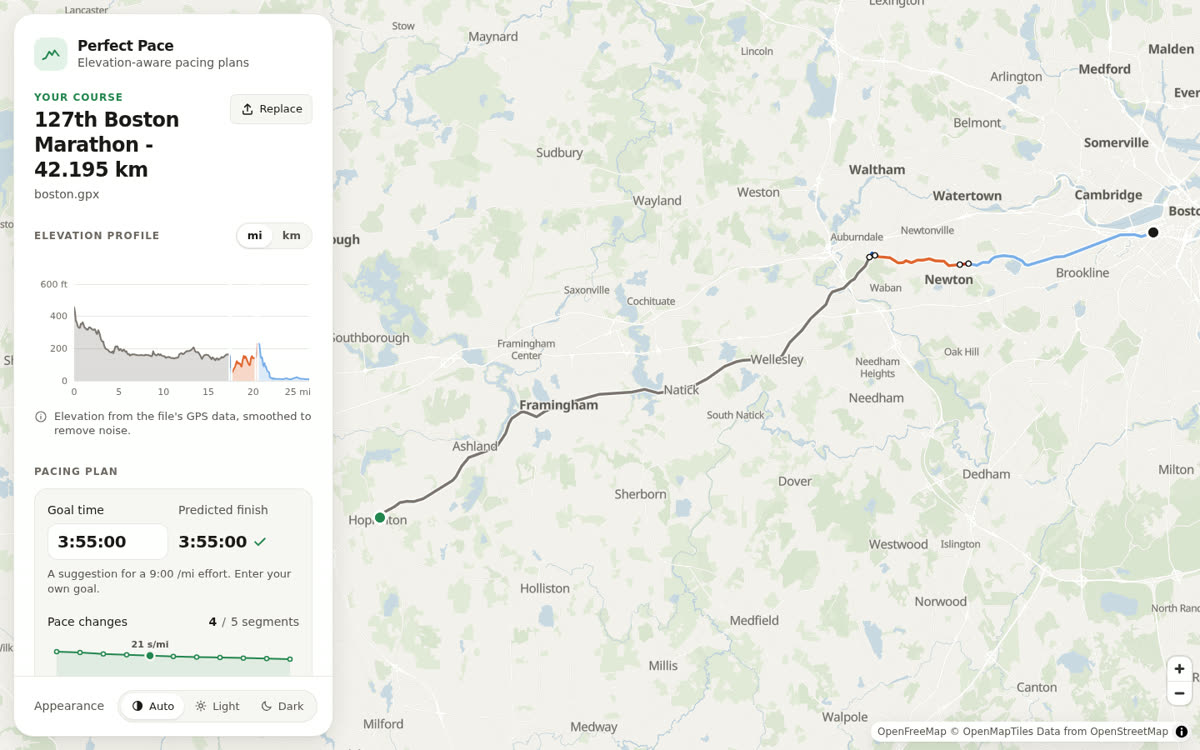 Perfect Pace
Elevation-aware pacing plans
YOUR COURSE
127th Boston
Marathon -
42.195 km
Replace
boston.gpx
ELEVATION PROFILE
mi km
600 ft
400
200
0
0 5 10 15 20 25 mi
Elevation from the file's GPS data, smoothed to
remove noise.
PACING PLAN
Goal time Predicted finish
3:55:00 3:55:00
A suggestion for a 9:00 /mi effort. Enter your
own goal.
Pace changes 4 / 5 segments
21 s/mi
Appearance Auto Light Dark
Lancaster
Stow
Maynard
Lexington
Lincoln
Malden
Medford
Arlington
Ever
Belmont
Somerville
Sudbury
Waltham
Weston
Wayland
Watertown
Cambridge
Bosto
Newtonville
Auburndale
ough
Brookline
Newton
Waban
Saxonville
Cochituate
Southborough
Framingham
Center
Oak Hill
Wellesley
Needham
Heights
Natick
Needham
Framingham
South Natick
Ashland
Dedham
Milton
Dover
Sherborn
Hopkinton
Westwood
Islington
Holliston
Norwood
North Ran
Medfield
Millis
Canton
Walpole
Milford
Medway
+
−
OpenFreeMap © OpenMapTiles Data from OpenStreetMap